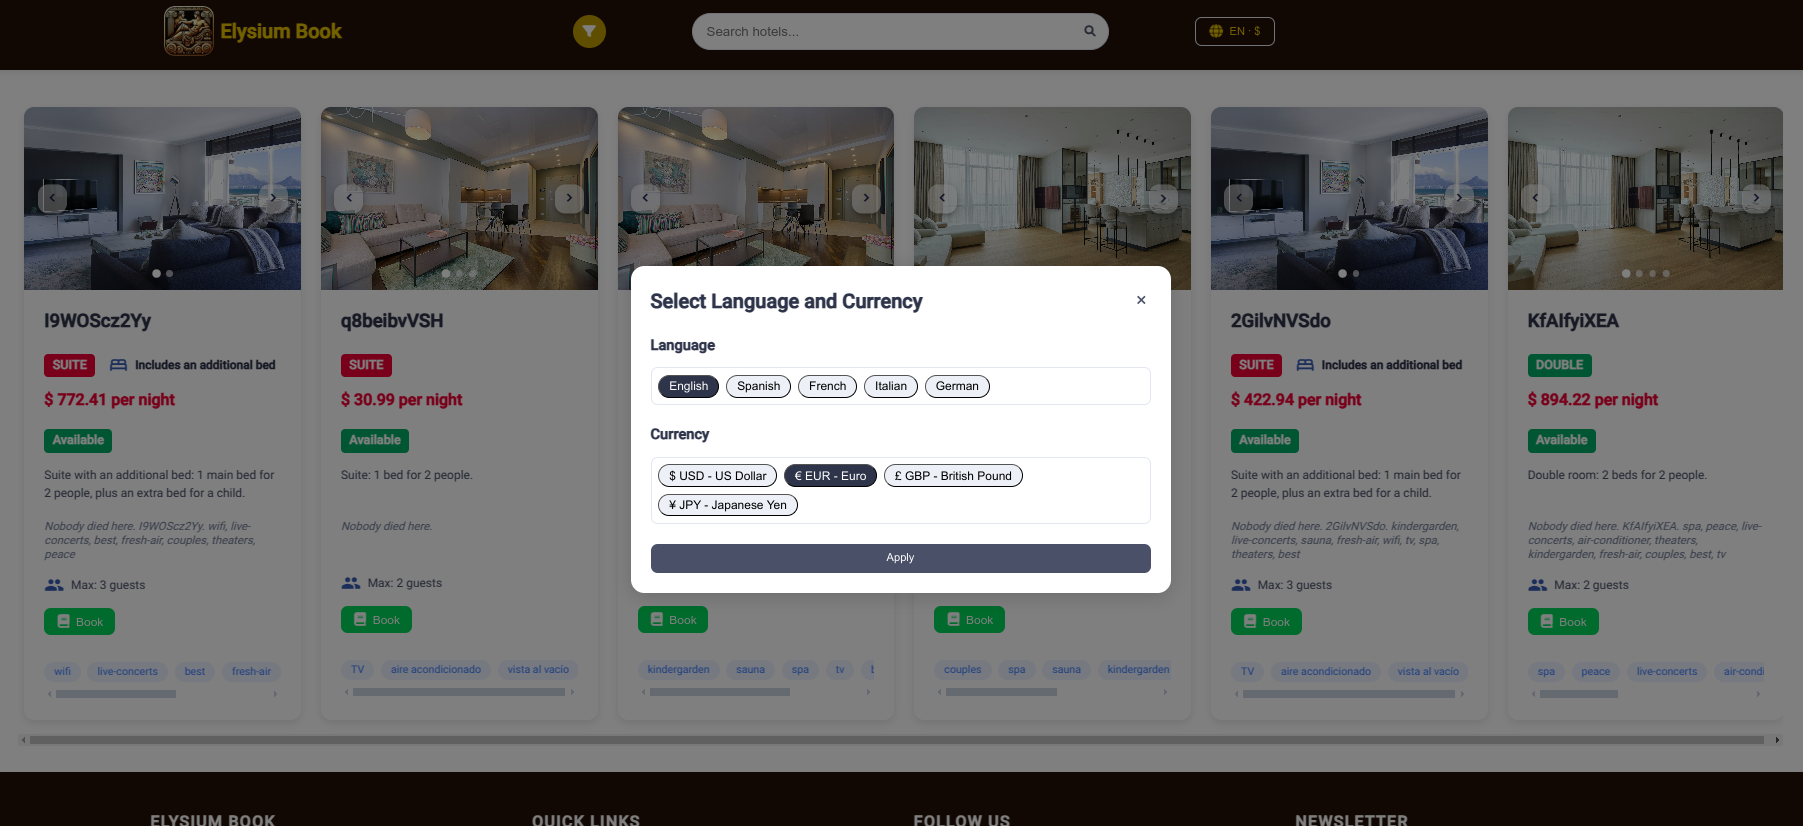 Elysium Book
Search hotels...
EN · $
Select Language and Currency
×
Language
English
Spanish
French
Italian
German
Currency
$ USD - US Dollar
€ EUR - Euro
£ GBP - British Pound
¥ JPY - Japanese Yen
Apply
I9WOScz2Yy
SUITE
Includes an additional bed
$ 772.41 per night
Available
Suite with an additional bed: 1 main bed for
2 people, plus an extra bed for a child.
Nobody died here. I9WOScz2Yy. wifi, live-
concerts, best, fresh-air, couples, theaters,
peace
Max: 3 guests
Book
wifi
live-concerts
best
fresh-air
q8beibvVSH
SUITE
$ 30.99 per night
Available
Suite: 1 bed for 2 people.
Nobody died here.
Max: 2 guests
Book
TV
aire acondicionado
vista al vacío
Book
kindergarden
sauna
spa
tv
Book
couples
spa
sauna
kindergarden
2GilvNVSdo
SUITE
Includes an additional bed
$ 422.94 per night
Available
Suite with an additional bed: 1 main bed for
2 people, plus an extra bed for a child.
Nobody died here. 2GilvNVSdo. kindergarden,
live-concerts, sauna, fresh-air, wifi, tv, spa,
theaters, best
Max: 3 guests
Book
TV
aire acondicionado
vista al vacío
KfAIfyiXEA
DOUBLE
$ 894.22 per night
Available
Double room: 2 beds for 2 people.
Nobody died here. KfAIfyiXEA. spa, peace, live-
concerts, air-conditioner, theaters,
kindergarden, fresh-air, couples, best, tv
Max: 2 guests
Book
spa
peace
live-concerts
air-condi
ELYSIUM BOOK
QUICK LINKS
FOLLOW US
NEWSLETTER